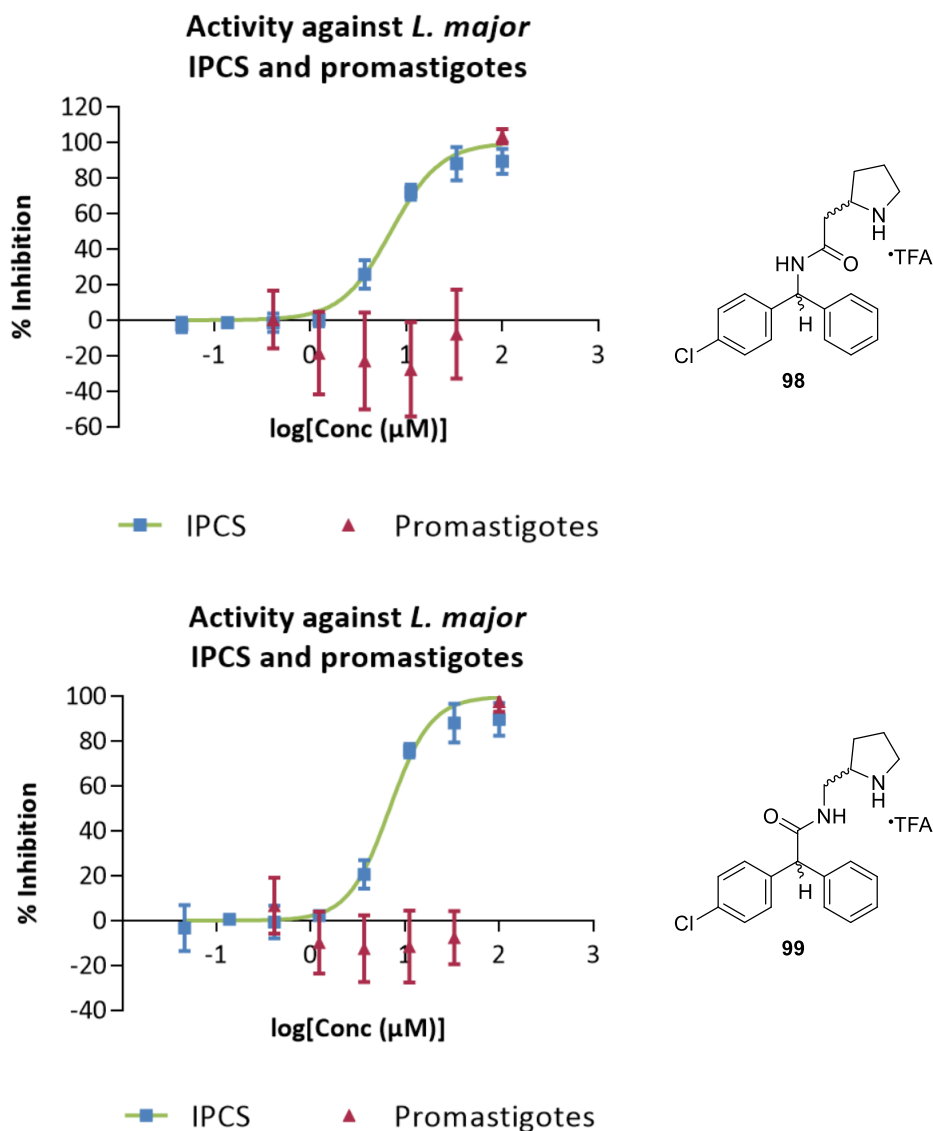 Activity against L. major
IPCS and promastigotes
% Inhibition
120
100
80
60
40
20
0
-20
-40
-60
-1
0
1
2
3
log[Conc (µM)]
IPCS
Promastigotes
N
H
HN
O
•TFA
H
Cl
98
Activity against L. major
IPCS and promastigotes
% Inhibition
100
80
60
40
20
0
-20
-40
-1
0
1
2
3
log[Conc (µM)]
IPCS
Promastigotes
N
H
O
NH
•TFA
H
Cl
99